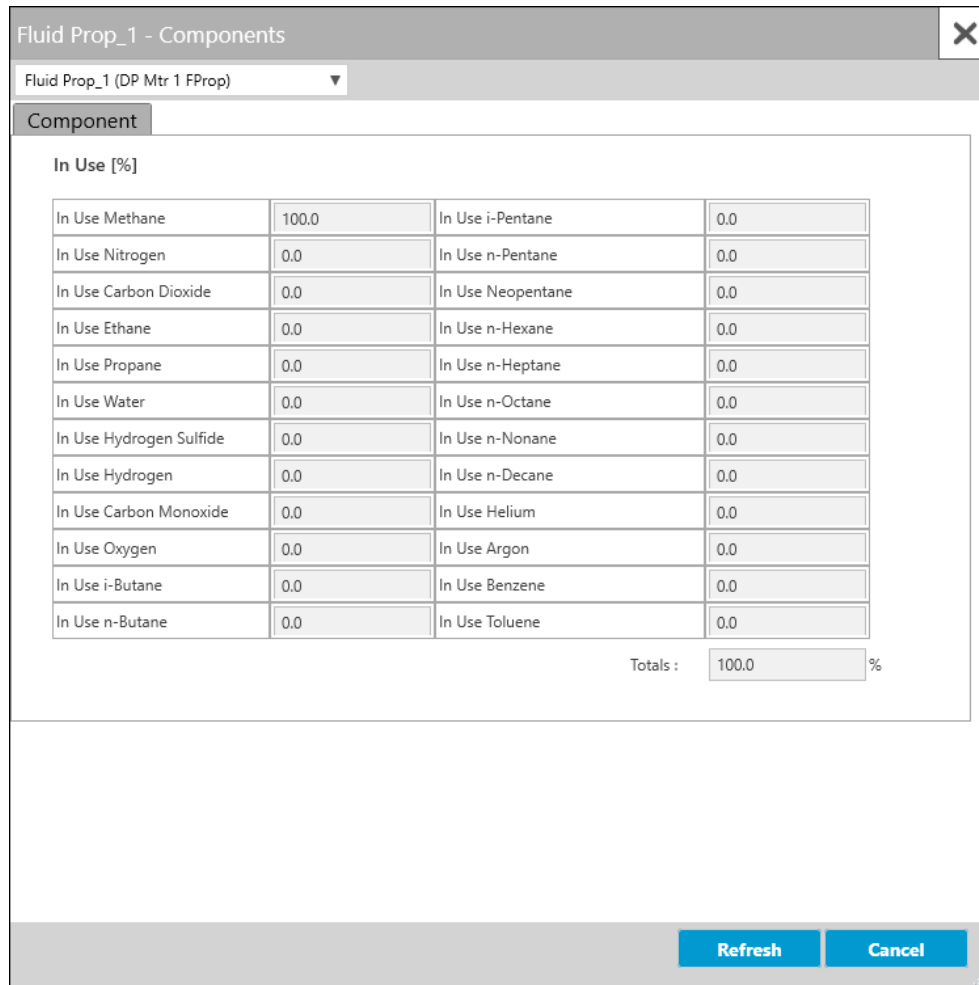 Fluid Prop_1 - Components
Fluid Prop_1 (DP Mtr 1 FProp)
Component
In Use [%]
In Use Methane 100.0 In Use i-Pentane 0.0
In Use Nitrogen 0.0 In Use n-Pentane 0.0
In Use Carbon Dioxide 0.0 In Use Neopentane 0.0
In Use Ethane 0.0 In Use n-Hexane 0.0
In Use Propane 0.0 In Use n-Heptane 0.0
In Use Water 0.0 In Use n-Octane 0.0
In Use Hydrogen Sulfide 0.0 In Use n-Nonane 0.0
In Use Hydrogen 0.0 In Use n-Decane 0.0
In Use Carbon Monoxide 0.0 In Use Helium 0.0
In Use Oxygen 0.0 In Use Argon 0.0
In Use i-Butane 0.0 In Use Benzene 0.0
In Use n-Butane 0.0 In Use Toluene 0.0
Totals : 100.0 %
Refresh Cancel